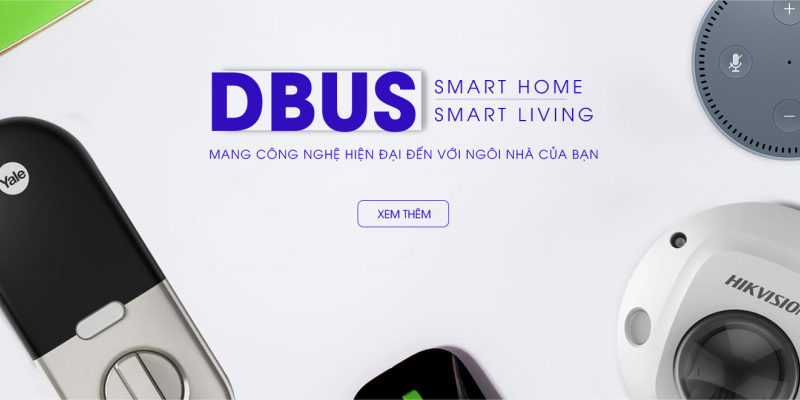 DBUS
SMART HOME
SMART LIVING
MANG CÔNG NGHỆ HIỆN ĐẠI ĐẾN VỚI NGÔI NHÀ CỦA BẠN
XEM THÊM
Yale
HIKVISION